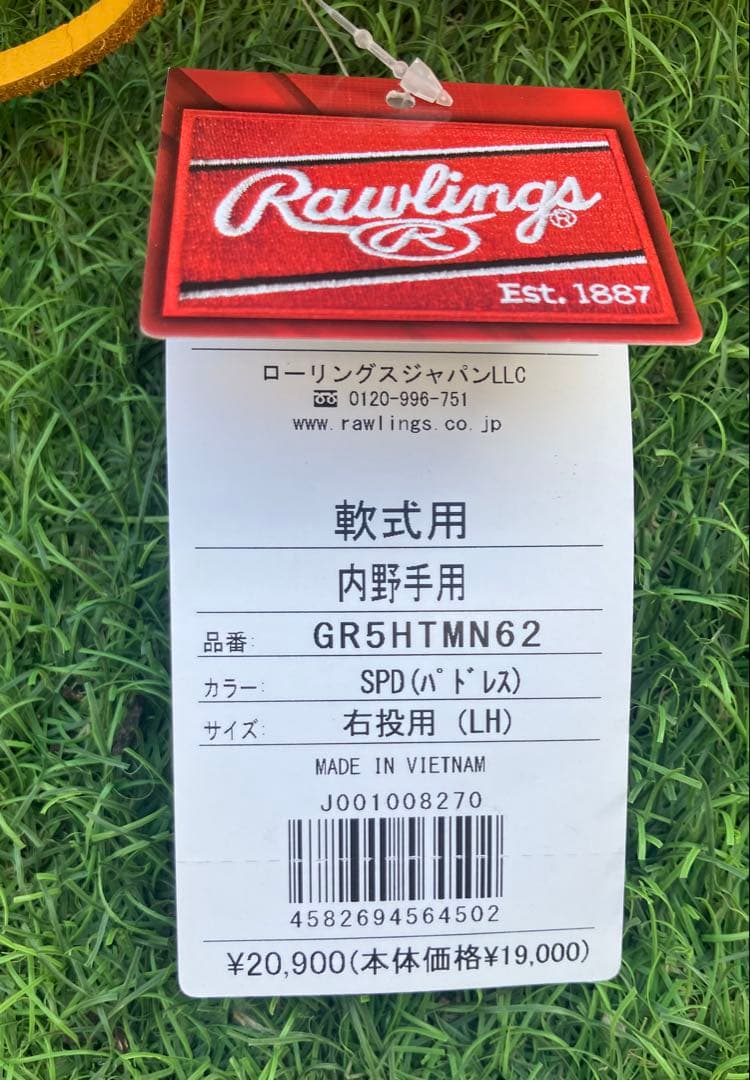 Rawlings
R
Est. 1887
ローリングスジャパンLLC
0120-996-751
www.rawlings.co.jp
軟式用
内野手用
品番: GR5HTMN62
カラー: SPD(ﾊﾟﾄﾞﾚｽ)
サイズ: 右投用 (LH)
MADE IN VIETNAM
J001008270
4582694564502
¥20,900(本体価格¥19,000)